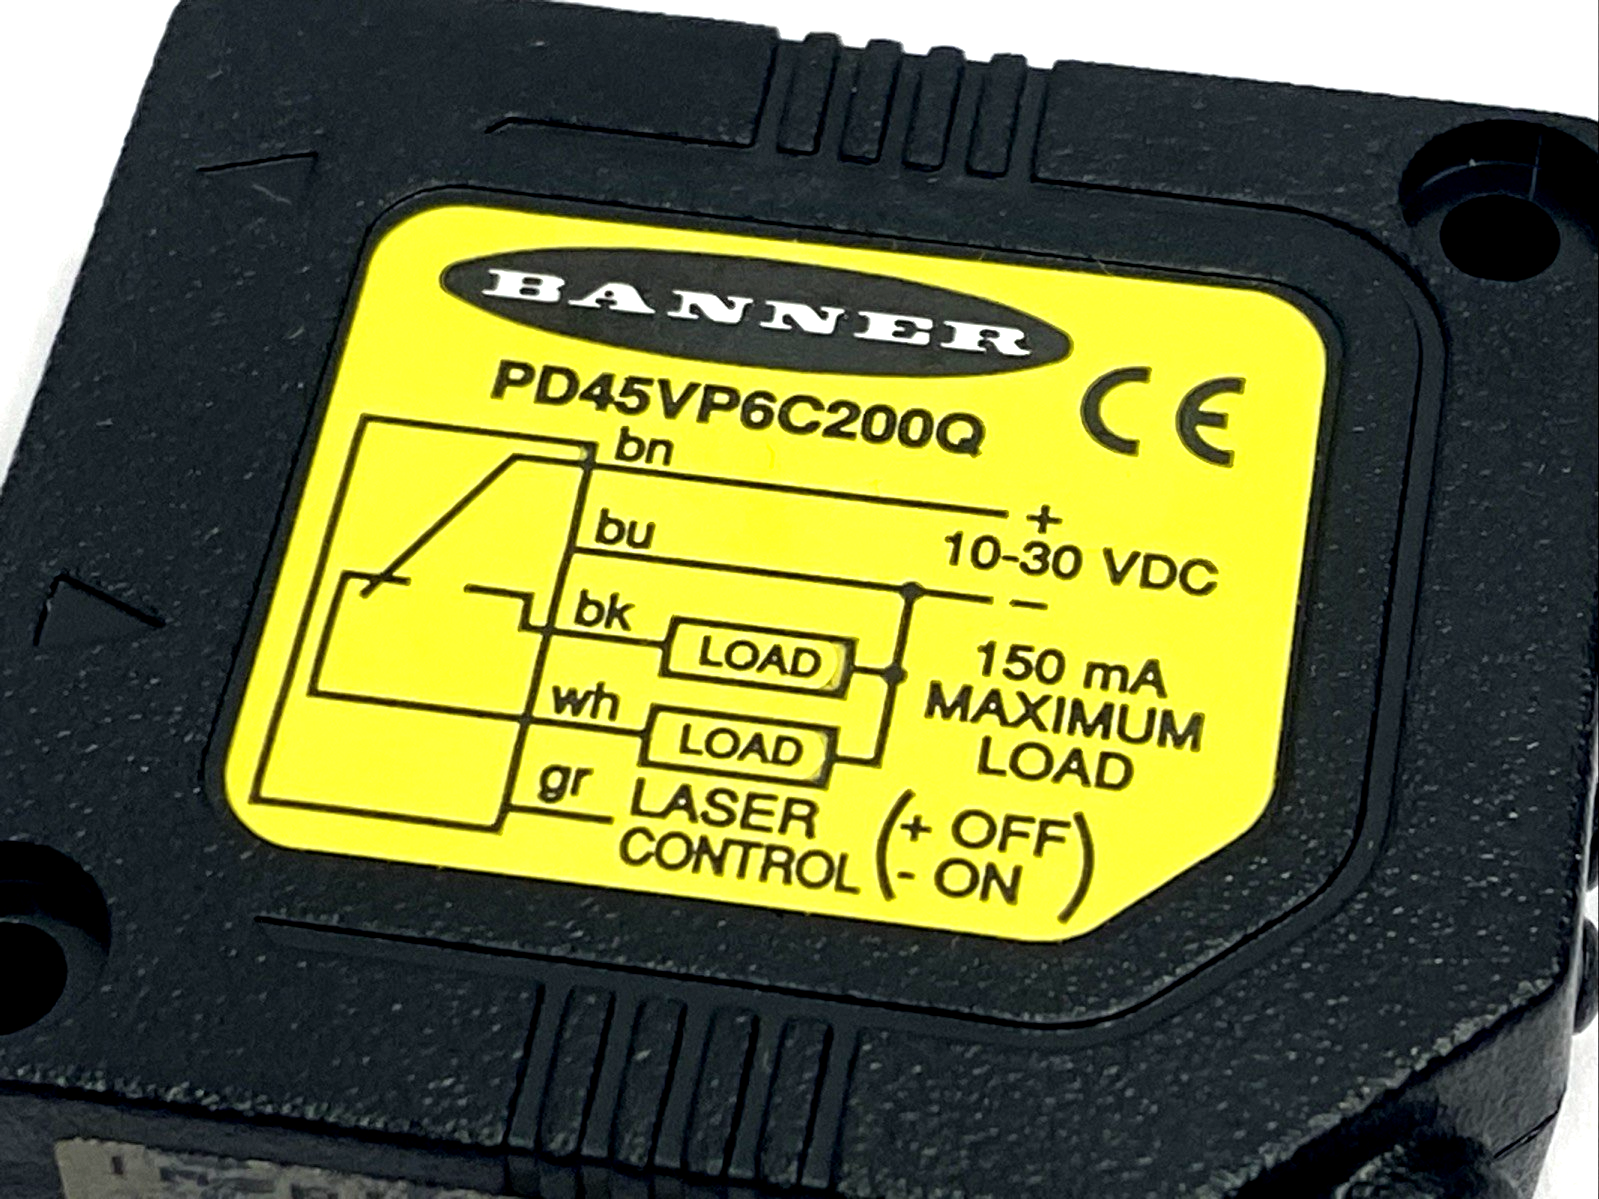 BANNER
PD45VP6C200Q CE
bn
+
bu 10-30 VDC
-
bk LOAD 150 mA
MAXIMUM
wh LOAD LOAD
gr LASER (+ OFF)
CONTROL (- ON)